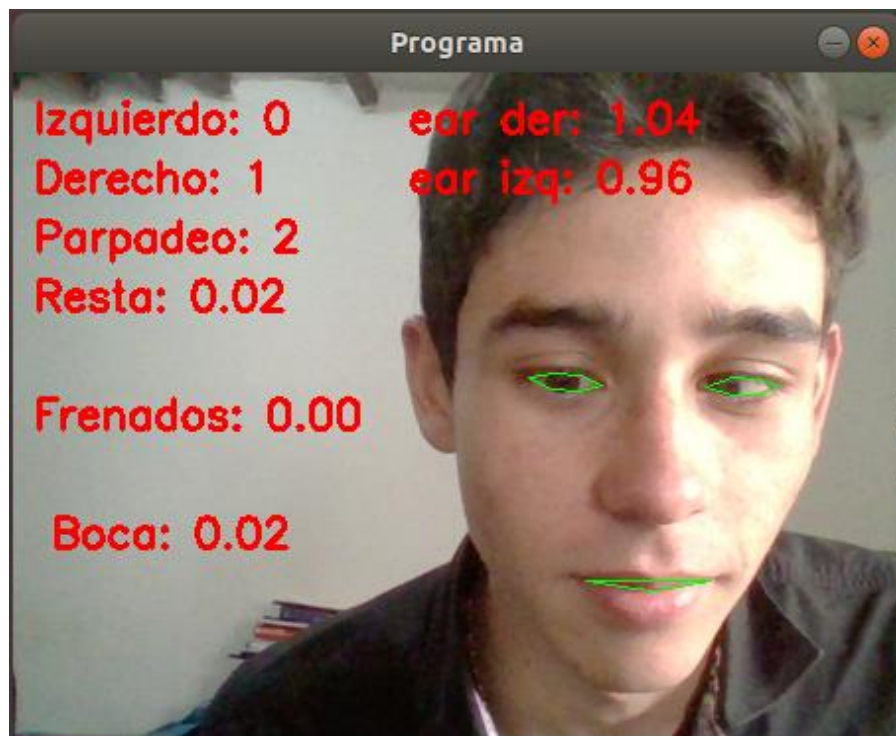 Programa
Izquierdo: 0
ear der: 1.04
Derecho: 1
ear izq: 0.96
Parpadeo: 2
Resta: 0.02
Frenados: 0.00
Boca: 0.02